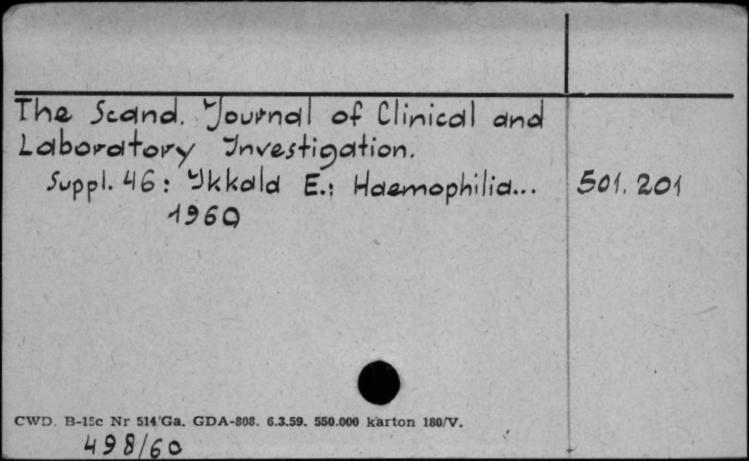 The Scand. Journal of Clinical and
Laboratory Investigation.
Suppl. 46: Ikkala E.: Haemophilia... 501.201
1960
CWD. B-15c Nr 514/Ga. GDA-808. 6.3.59. 550.000 karton 180/V.
498/60